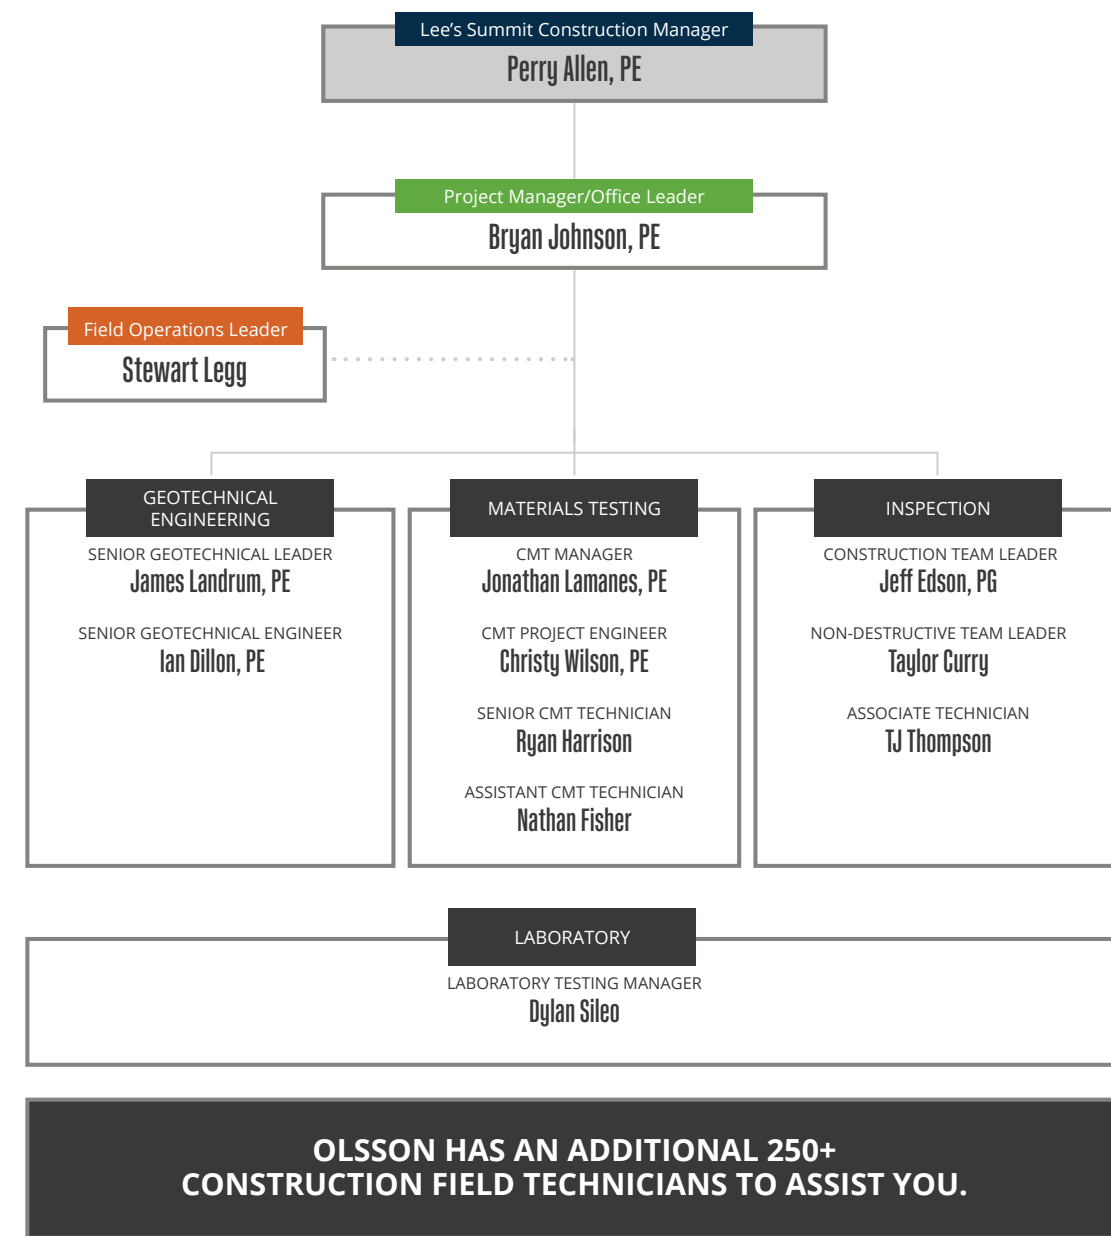 Lee's Summit Construction Manager
Perry Allen, PE
Project Manager/Office Leader
Bryan Johnson, PE
Field Operations Leader
Stewart Legg
GEOTECHNICAL
ENGINEERING
SENIOR GEOTECHNICAL LEADER
James Landrum, PE
SENIOR GEOTECHNICAL ENGINEER
Ian Dillon, PE
MATERIALS TESTING
CMT MANAGER
Jonathan Lamanes, PE
CMT PROJECT ENGINEER
Christy Wilson, PE
SENIOR CMT TECHNICIAN
Ryan Harrison
ASSISTANT CMT TECHNICIAN
Nathan Fisher
INSPECTION
CONSTRUCTION TEAM LEADER
Jeff Edson, PG
NON-DESTRUCTIVE TEAM LEADER
Taylor Curry
ASSOCIATE TECHNICIAN
TJ Thompson
LABORATORY
LABORATORY TESTING MANAGER
Dylan Sileo
OLSSON HAS AN ADDITIONAL 250+
CONSTRUCTION FIELD TECHNICIANS TO ASSIST YOU.